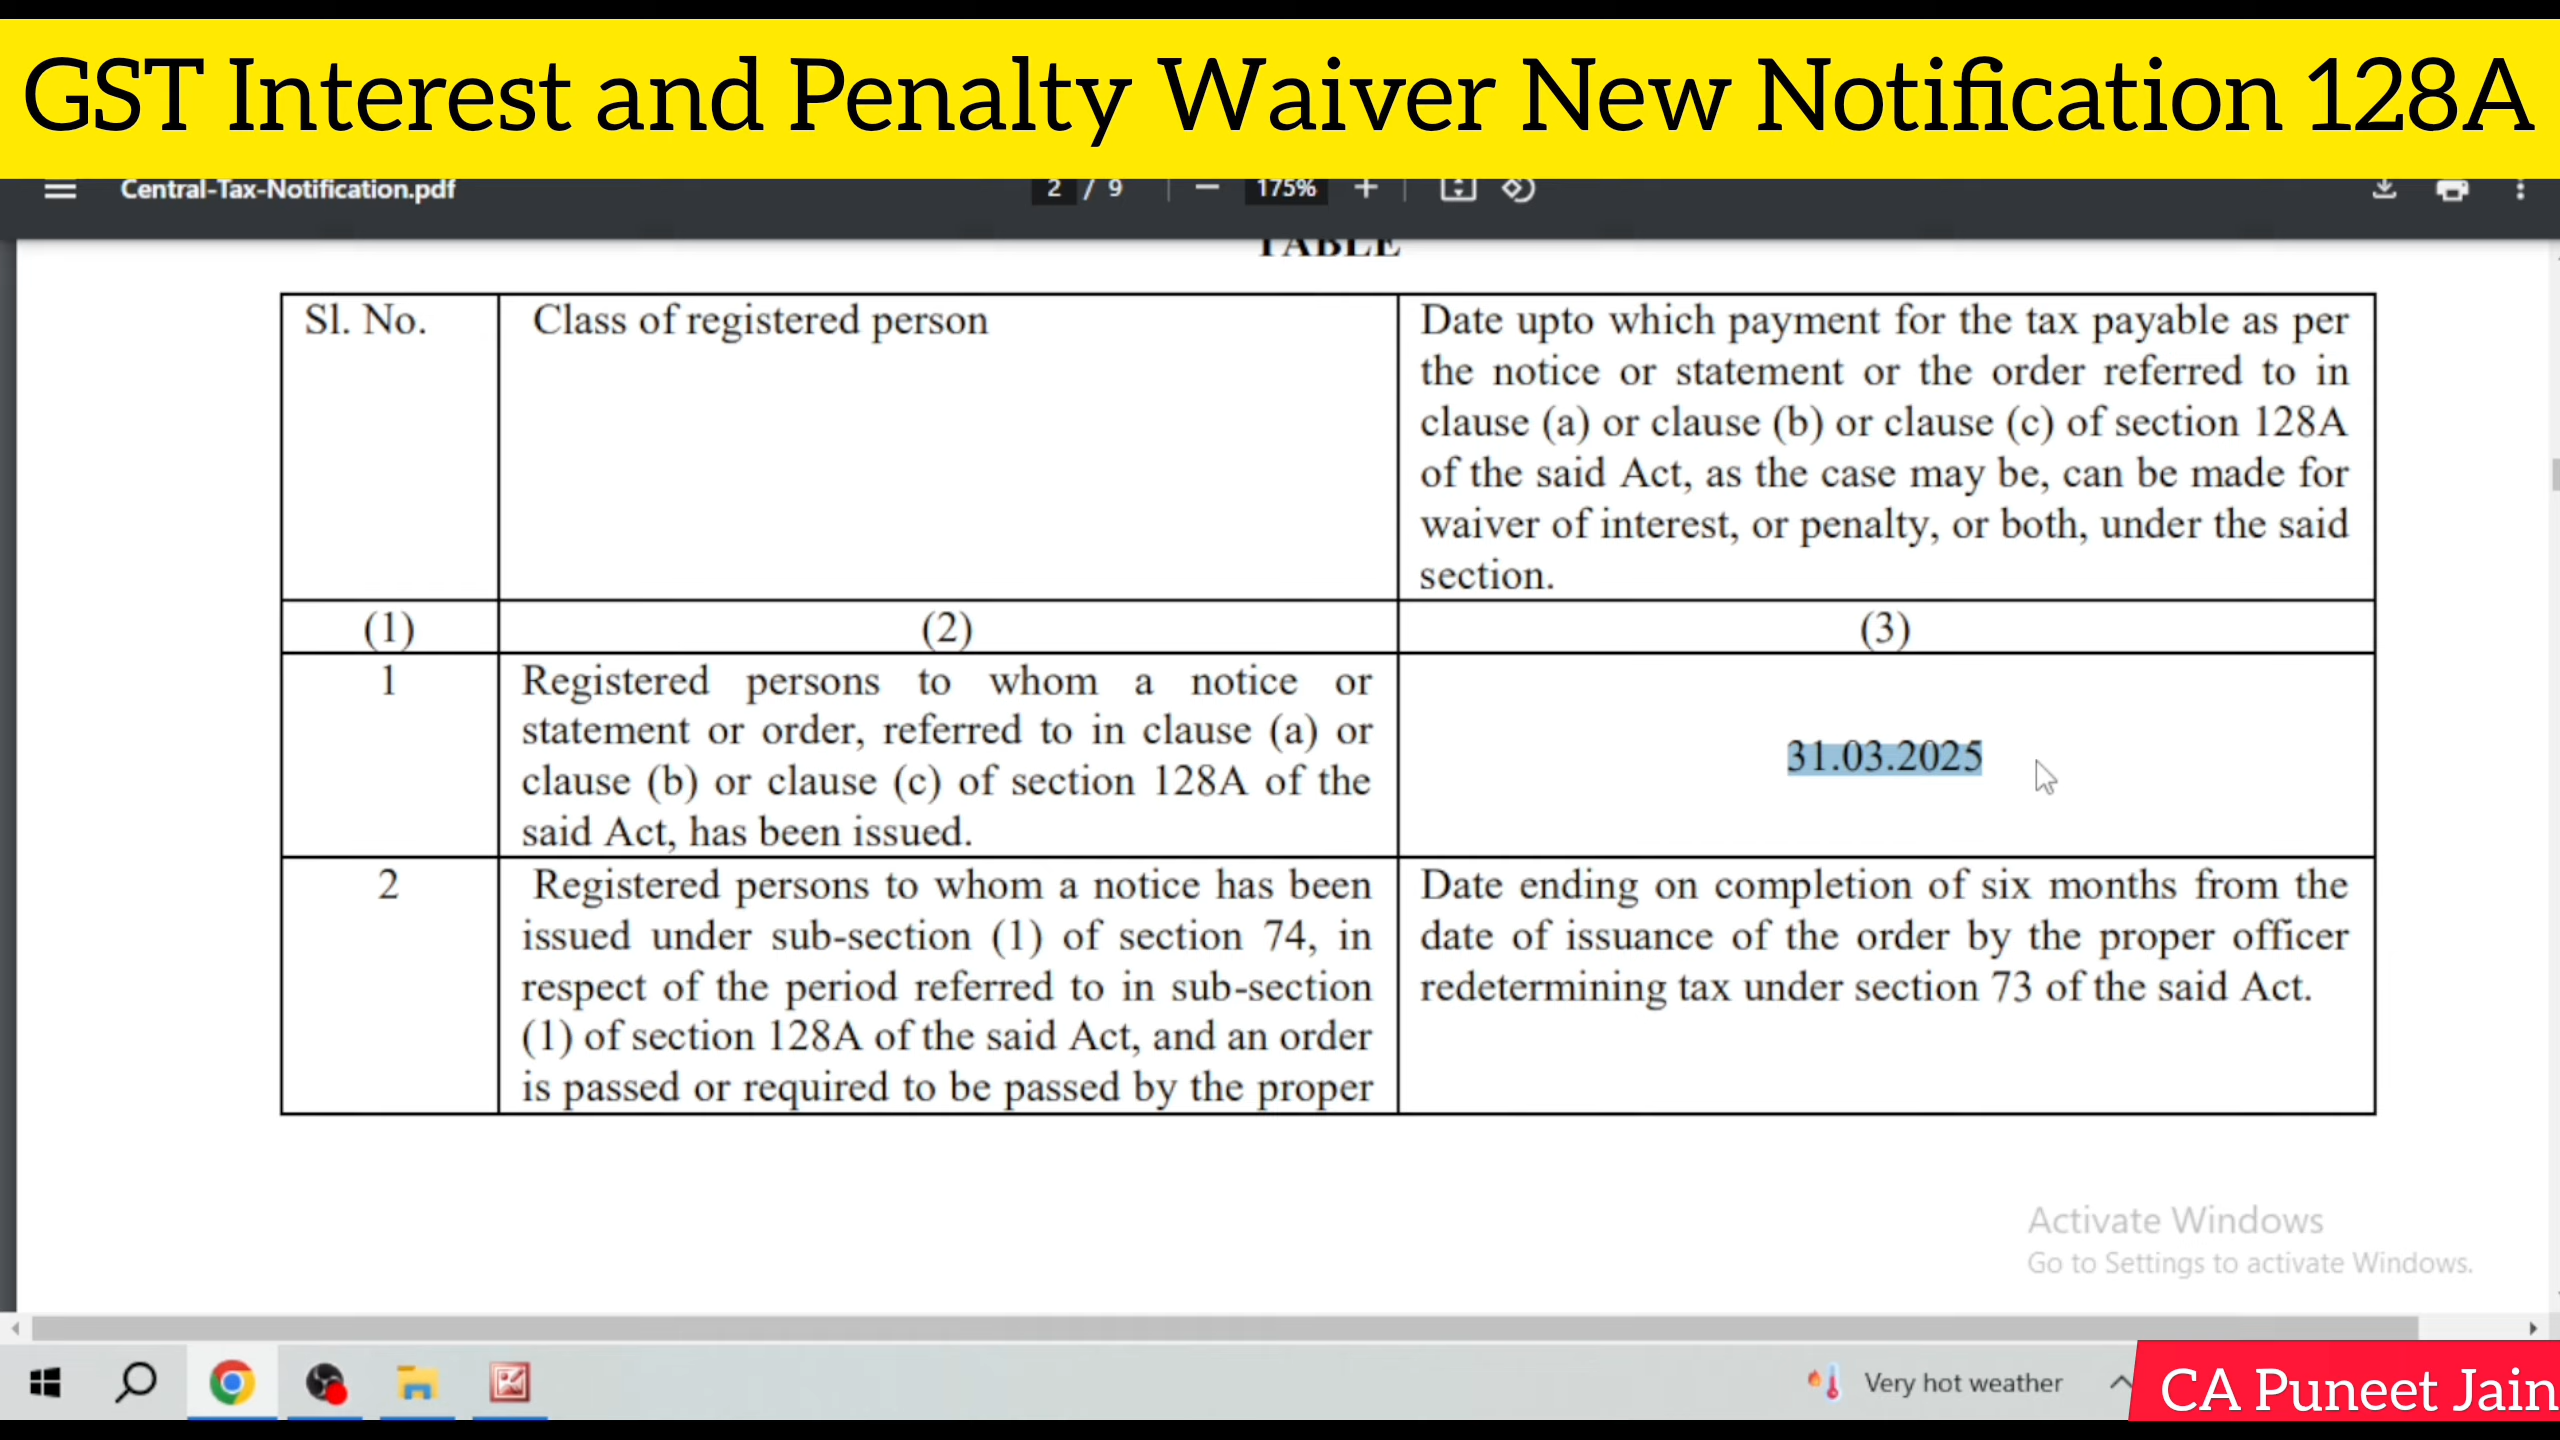 GST Interest and Penalty Waiver New Notification 128A
Central-Tax-Notification.pdf
2 / 9
175%
TABLE
Sl. No.
Class of registered person
Date upto which payment for the tax payable as per
the notice or statement or the order referred to in
clause (a) or clause (b) or clause (c) of section 128A
of the said Act, as the case may be, can be made for
waiver of interest, or penalty, or both, under the said
section.
(1)
(2)
(3)
1
Registered persons to whom a notice or
statement or order, referred to in clause (a) or
clause (b) or clause (c) of section 128A of the
said Act, has been issued.
31.03.2025
2
Registered persons to whom a notice has been
issued under sub-section (1) of section 74, in
respect of the period referred to in sub-section
(1) of section 128A of the said Act, and an order
is passed or required to be passed by the proper
Date ending on completion of six months from the
date of issuance of the order by the proper officer
redetermining tax under section 73 of the said Act.
Activate Windows
Go to Settings to activate Windows.
Very hot weather
CA Puneet Jain